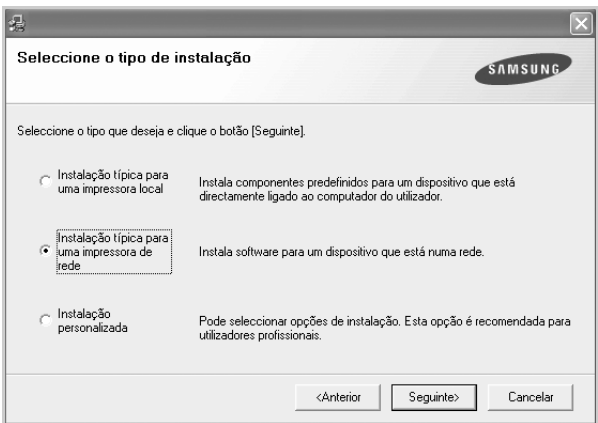 Seleccione o tipo de instalação
SAMSUNG
Seleccione o tipo que deseja e clique o botão [Seguinte].
Instalação típica para
uma impressora local
Instala componentes predefinidos para um dispositivo que está
directamente ligado ao computador do utilizador.
Instalação típica para
uma impressora de
rede
Instala software para um dispositivo que está numa rede.
Instalação
personalizada
Pode seleccionar opções de instalação. Esta opção é recomendada para
utilizadores profissionais.
<Anterior
Seguinte>
Cancelar